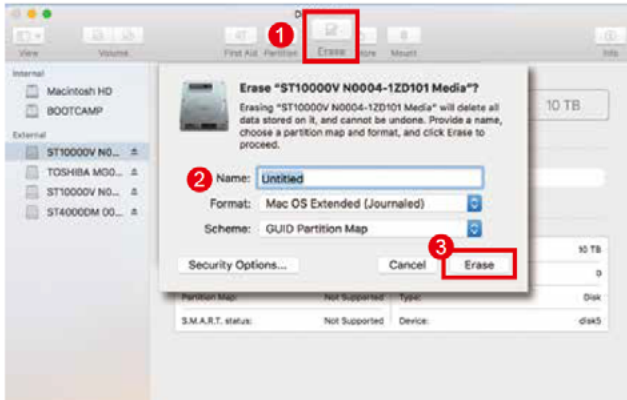 1
View
Volume
First Aid
Partition
Erase
Mount
Info
Internal
Macintosh HD
BOOTCAMP
External
ST10000V N0...
TOSHIBA MG0...
ST10000V N0...
ST4000DM 00...
10 TB
Erase "ST10000V N0004-1ZD101 Media"?
Erasing "ST10000V N0004-1ZD101 Media" will delete all
data stored on it, and cannot be undone. Provide a name,
choose a partition map and format, and click Erase to
proceed.
2 Name: Untitled
Format: Mac OS Extended (Journaled)
Scheme: GUID Partition Map
3
Security Options... Cancel Erase
10 TB
0
Partition Map: Not Supported Type: Disk
S.M.A.R.T. status: Not Supported Device: disk5